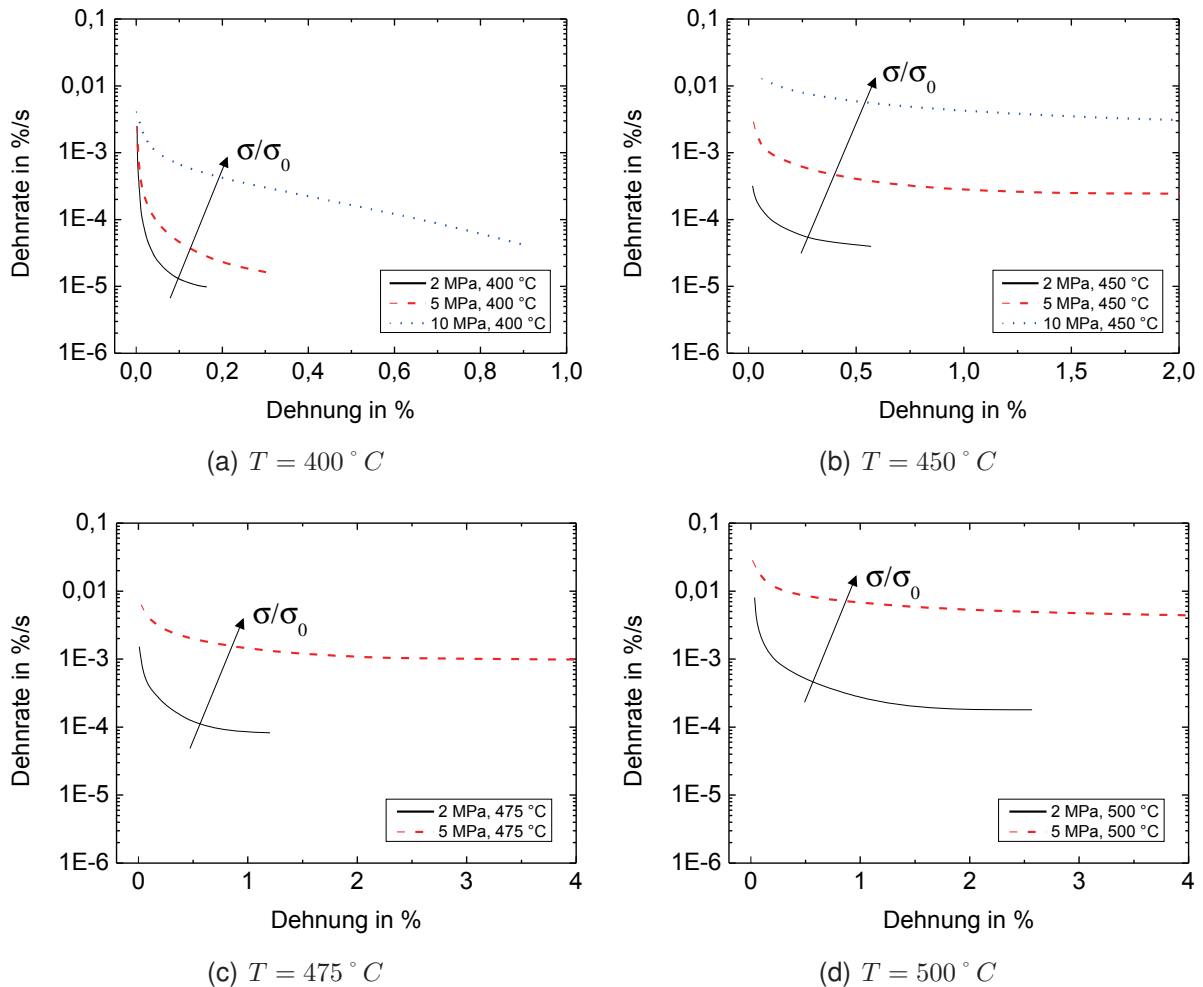 0,1
0,01
1E-3
1E-4
1E-5
1E-6
Dehnrate in %/s
σ/σ₀
2 MPa, 400 °C
5 MPa, 400 °C
10 MPa, 400 °C
0,0 0,2 0,4 0,6 0,8 1,0
Dehnung in %
(a) T = 400 ° C
0,1
0,01
1E-3
1E-4
1E-5
1E-6
Dehnrate in %/s
σ/σ₀
2 MPa, 450 °C
5 MPa, 450 °C
10 MPa, 450 °C
0,0 0,5 1,0 1,5 2,0
Dehnung in %
(b) T = 450 ° C
0,1
0,01
1E-3
1E-4
1E-5
1E-6
Dehnrate in %/s
σ/σ₀
2 MPa, 475 °C
5 MPa, 475 °C
0 1 2 3 4
Dehnung in %
(c) T = 475 ° C
0,1
0,01
1E-3
1E-4
1E-5
1E-6
Dehnrate in %/s
σ/σ₀
2 MPa, 500 °C
5 MPa, 500 °C
0 1 2 3 4
Dehnung in %
(d) T = 500 ° C